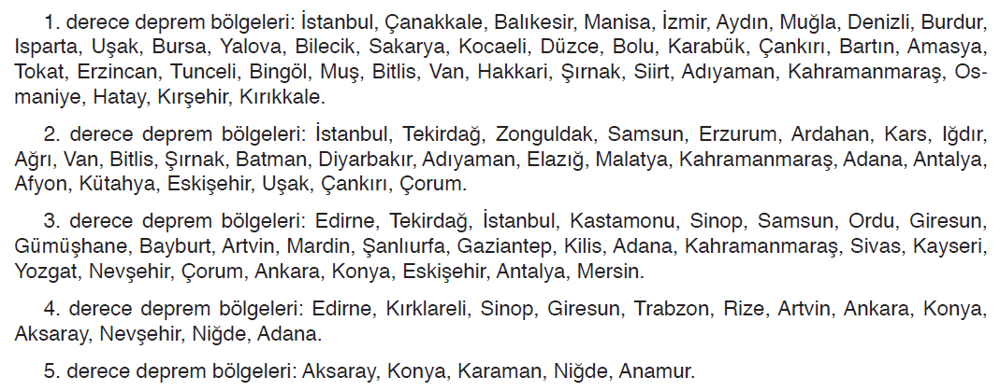 1. derece deprem bölgeleri: İstanbul, Çanakkale, Balıkesir, Manisa, İzmir, Aydın, Muğla, Denizli, Burdur,
Isparta, Uşak, Bursa, Yalova, Bilecik, Sakarya, Kocaeli, Düzce, Bolu, Karabük, Çankırı, Bartın, Amasya,
Tokat, Erzincan, Tunceli, Bingöl, Muş, Bitlis, Van, Hakkari, Şırnak, Siirt, Adıyaman, Kahramanmaraş, Os-
maniye, Hatay, Kırşehir, Kırıkkale.
2. derece deprem bölgeleri: İstanbul, Tekirdağ, Zonguldak, Samsun, Erzurum, Ardahan, Kars, Iğdır,
Ağrı, Van, Bitlis, Şırnak, Batman, Diyarbakır, Adıyaman, Elazığ, Malatya, Kahramanmaraş, Adana, Antalya,
Afyon, Kütahya, Eskişehir, Uşak, Çankırı, Çorum.
3. derece deprem bölgeleri: Edirne, Tekirdağ, İstanbul, Kastamonu, Sinop, Samsun, Ordu, Giresun,
Gümüşhane, Bayburt, Artvin, Mardin, Şanlıurfa, Gaziantep, Kilis, Adana, Kahramanmaraş, Sivas, Kayseri,
Yozgat, Nevşehir, Çorum, Ankara, Konya, Eskişehir, Antalya, Mersin.
4. derece deprem bölgeleri: Edirne, Kırklareli, Sinop, Giresun, Trabzon, Rize, Artvin, Ankara, Konya,
Aksaray, Nevşehir, Niğde, Adana.
5. derece deprem bölgeleri: Aksaray, Konya, Karaman, Niğde, Anamur.